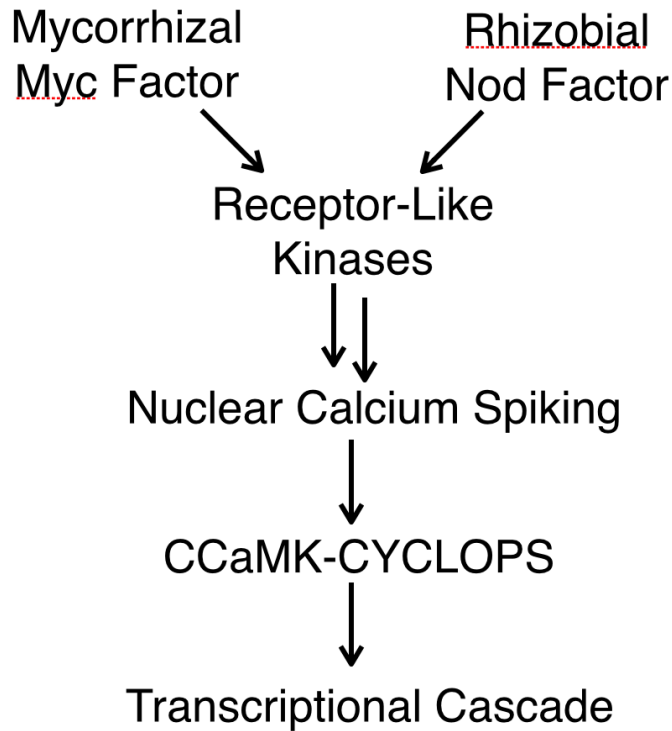 Mycorrhizal
Myc Factor
Rhizobial
Nod Factor
Receptor-Like
Kinases
Nuclear Calcium Spiking
CCaMK-CYCLOPS
Transcriptional Cascade